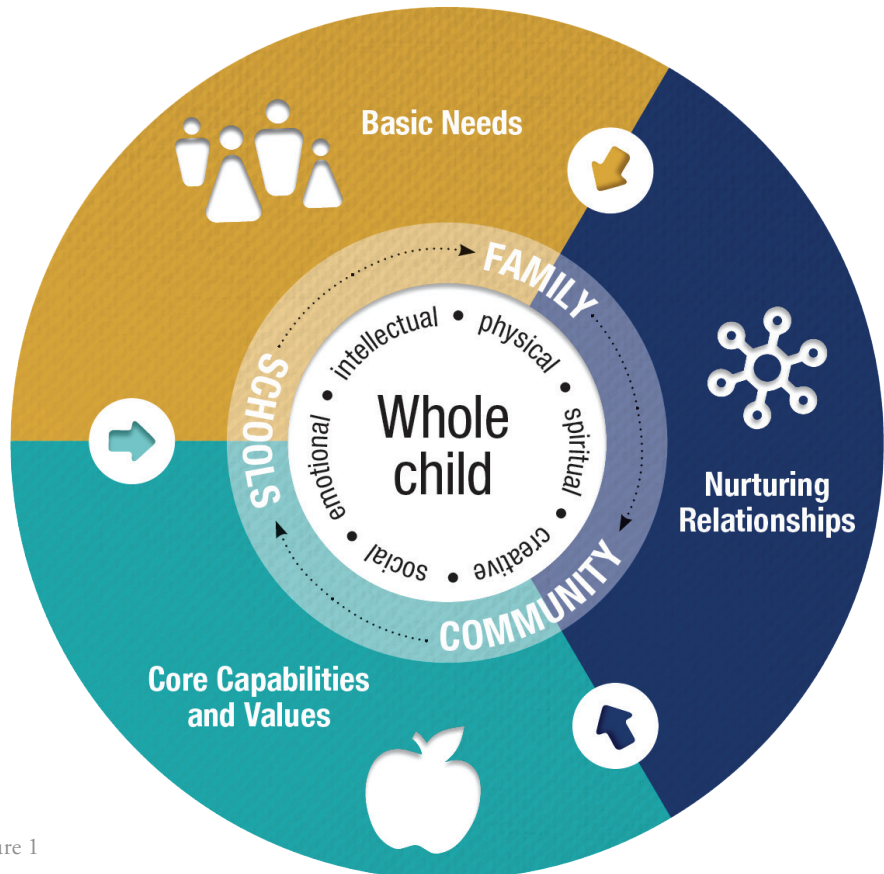 Basic Needs
FAMILY
SCHOOLS
COMMUNITY
intellectual • physical • spiritual • creative • social • emotional •
Whole
child
Nurturing
Relationships
Core Capabilities
and Values
1